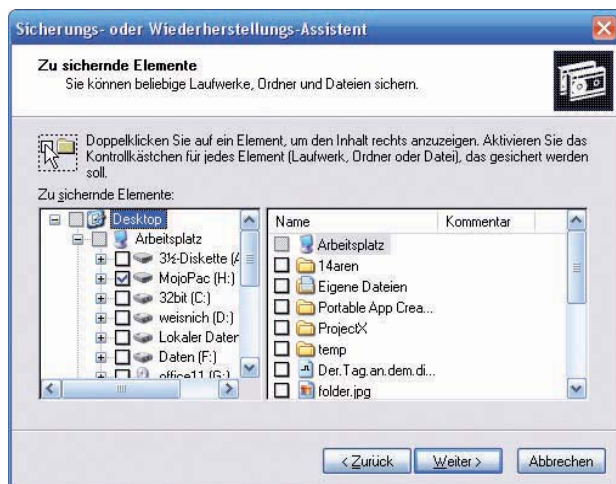 Sicherungs- oder Wiederherstellungs-Assistent
Zu sichernde Elemente
Sie können beliebige Laufwerke, Ordner und Dateien sichern.
Doppelklicken Sie auf ein Element, um den Inhalt rechts anzuzeigen. Aktivieren Sie das
Kontrollkästchen für jedes Element (Laufwerk, Ordner oder Datei), das gesichert werden
soll.
Zu sichernde Elemente:
Desktop
Arbeitsplatz
3½-Diskette (A
MojoPac (H:)
32bit (C:)
weisnich (D:)
Lokaler Daten
Daten (F:)
office11 (G:)
Name Kommentar
Arbeitsplatz
14aren
Eigene Dateien
Portable App Crea...
ProjectX
temp
Der.Tag.an.dem.di...
folder.jpg
< Zurück Weiter > Abbrechen